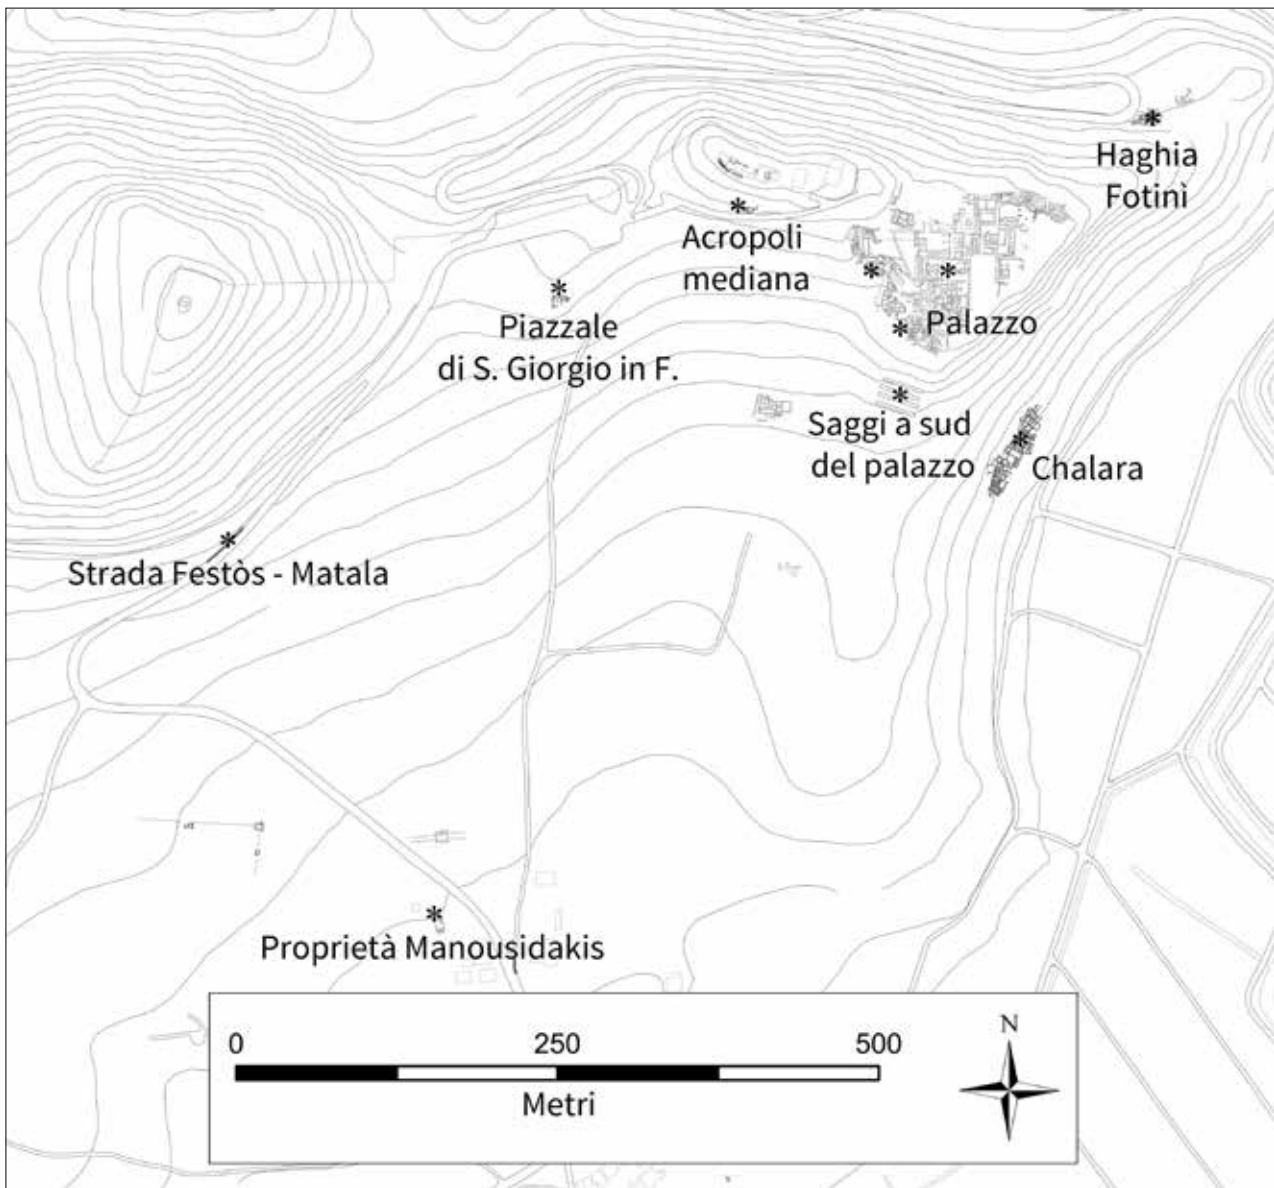 Haghia
Fotinì
Acropoli
mediana
Piazzale
di S. Giorgio in F.
Palazzo
Saggi a sud
del palazzo
Chalara
Strada Festòs - Matala
Proprietà Manousidakis
0 250 500
Metri
N